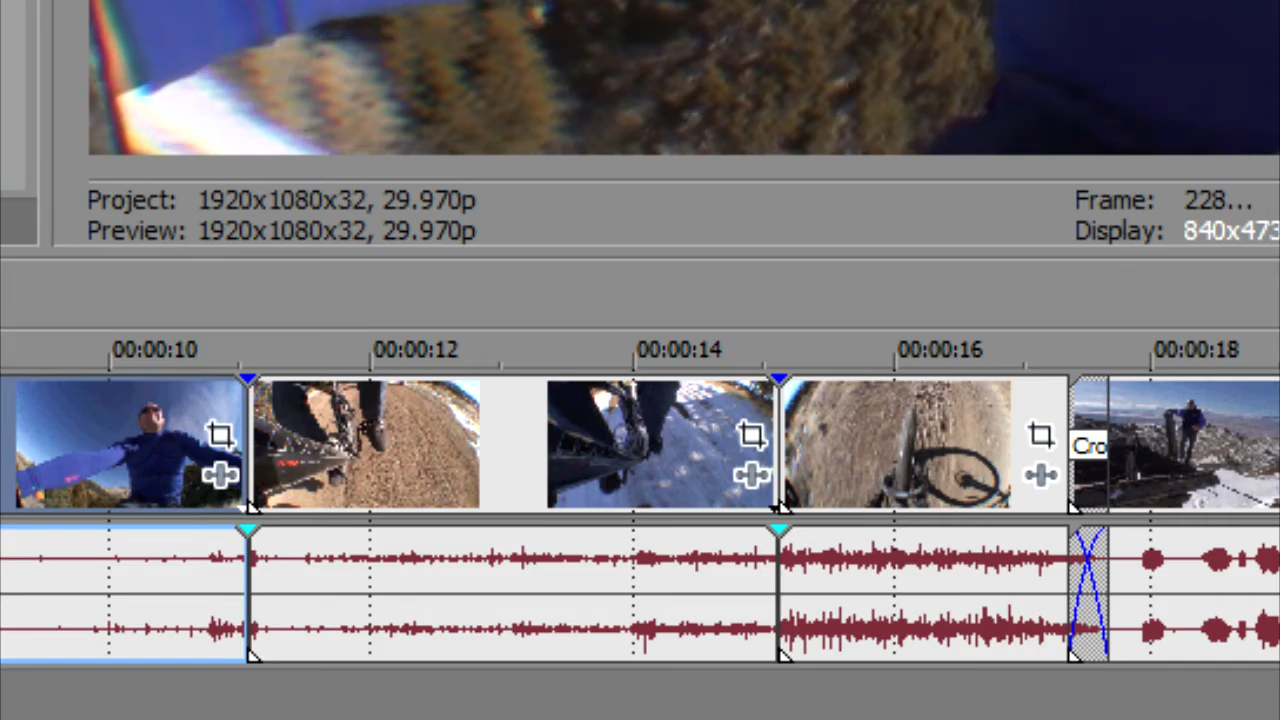 Project: 1920x1080x32, 29.970p
Frame: 228...
Preview: 1920x1080x32, 29.970p
Display: 840x473
00:00:10 00:00:12 00:00:14 00:00:16 00:00:18
Cro